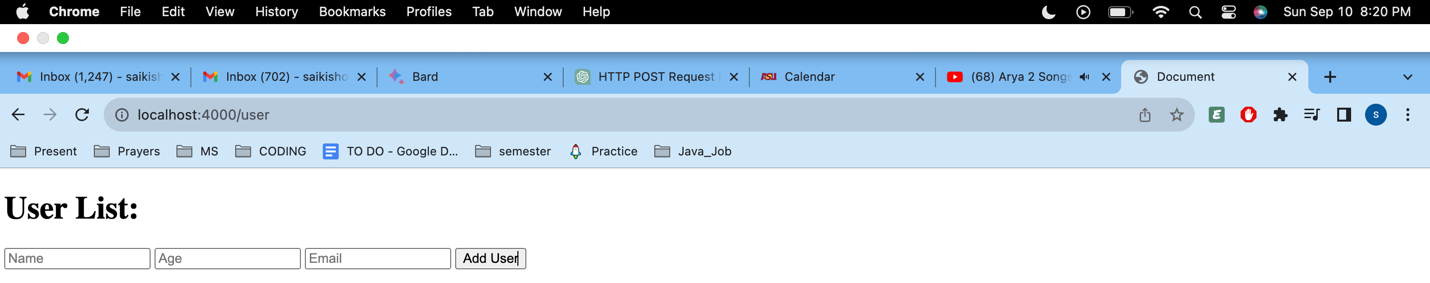 Chrome File Edit View History Bookmarks Profiles Tab Window Help Sun Sep 10 8:20 PM
Inbox (1,247) - saikish Inbox (702) - saikisho Bard HTTP POST Request ASU Calendar (68) Arya 2 Songs Document
localhost:4000/user E s
Present Prayers MS CODING TO DO - Google D... semester Practice Java_Job
User List:
Name Age Email Add User